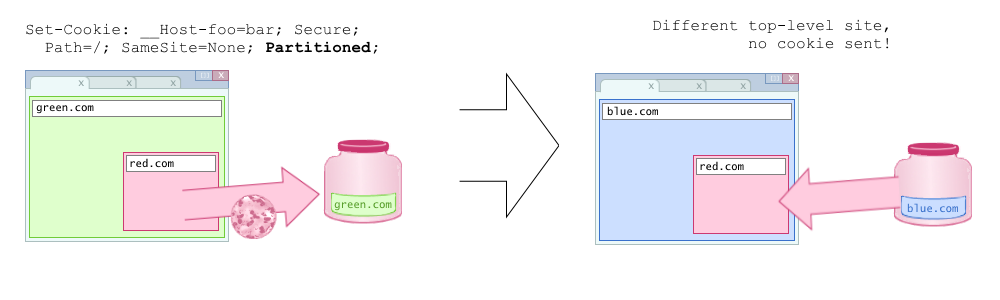 Set-Cookie: __Host-foo=bar; Secure;
Path=/; SameSite=None; Partitioned;
x x x x
green.com
red.com
green.com
Different top-level site,
no cookie sent!
x x x x
blue.com
red.com
blue.com